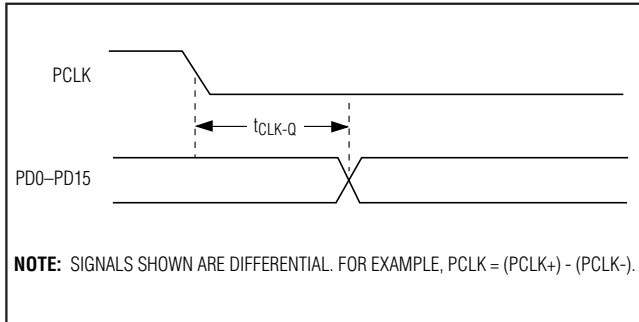 PCLK
tCLK-Q
PD0–PD15
NOTE: SIGNALS SHOWN ARE DIFFERENTIAL. FOR EXAMPLE, PCLK = (PCLK+) - (PCLK-).